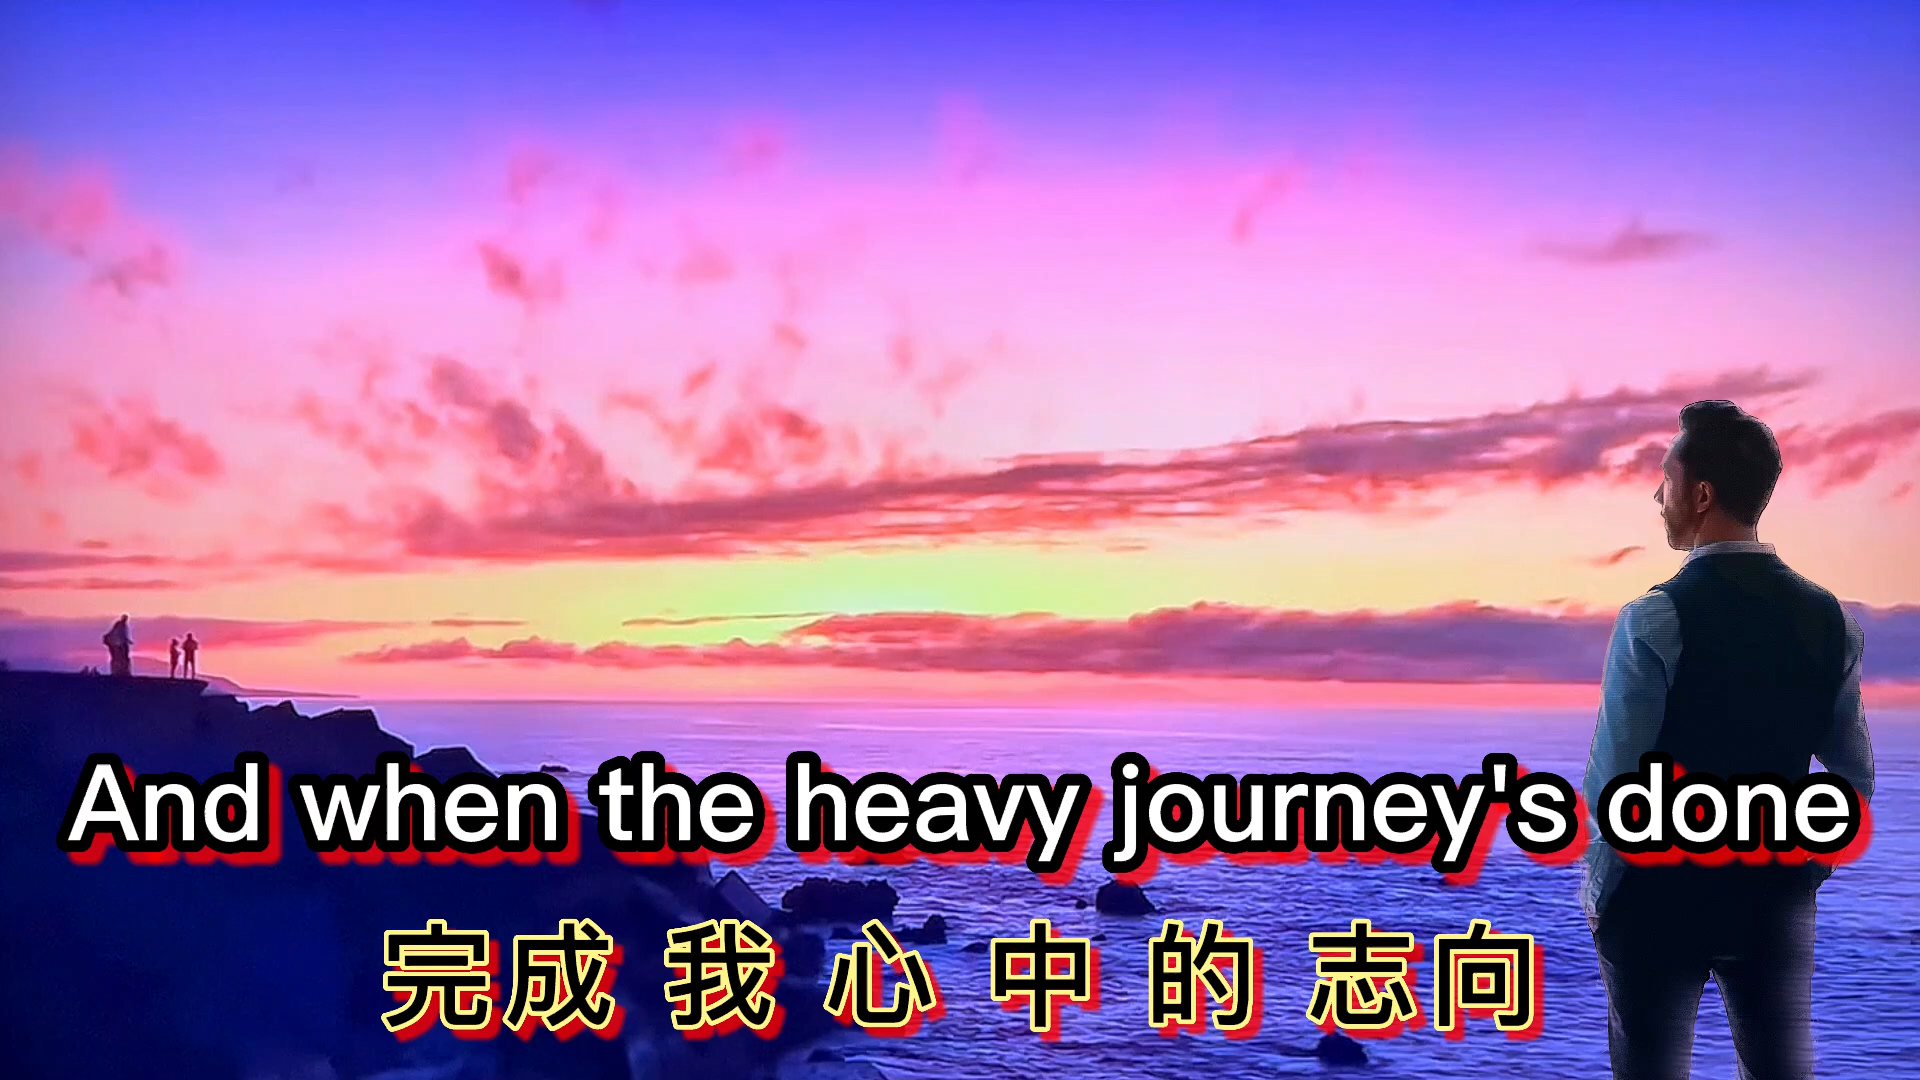 And when the heavy journey's done
完成 我 心 中 的 志向